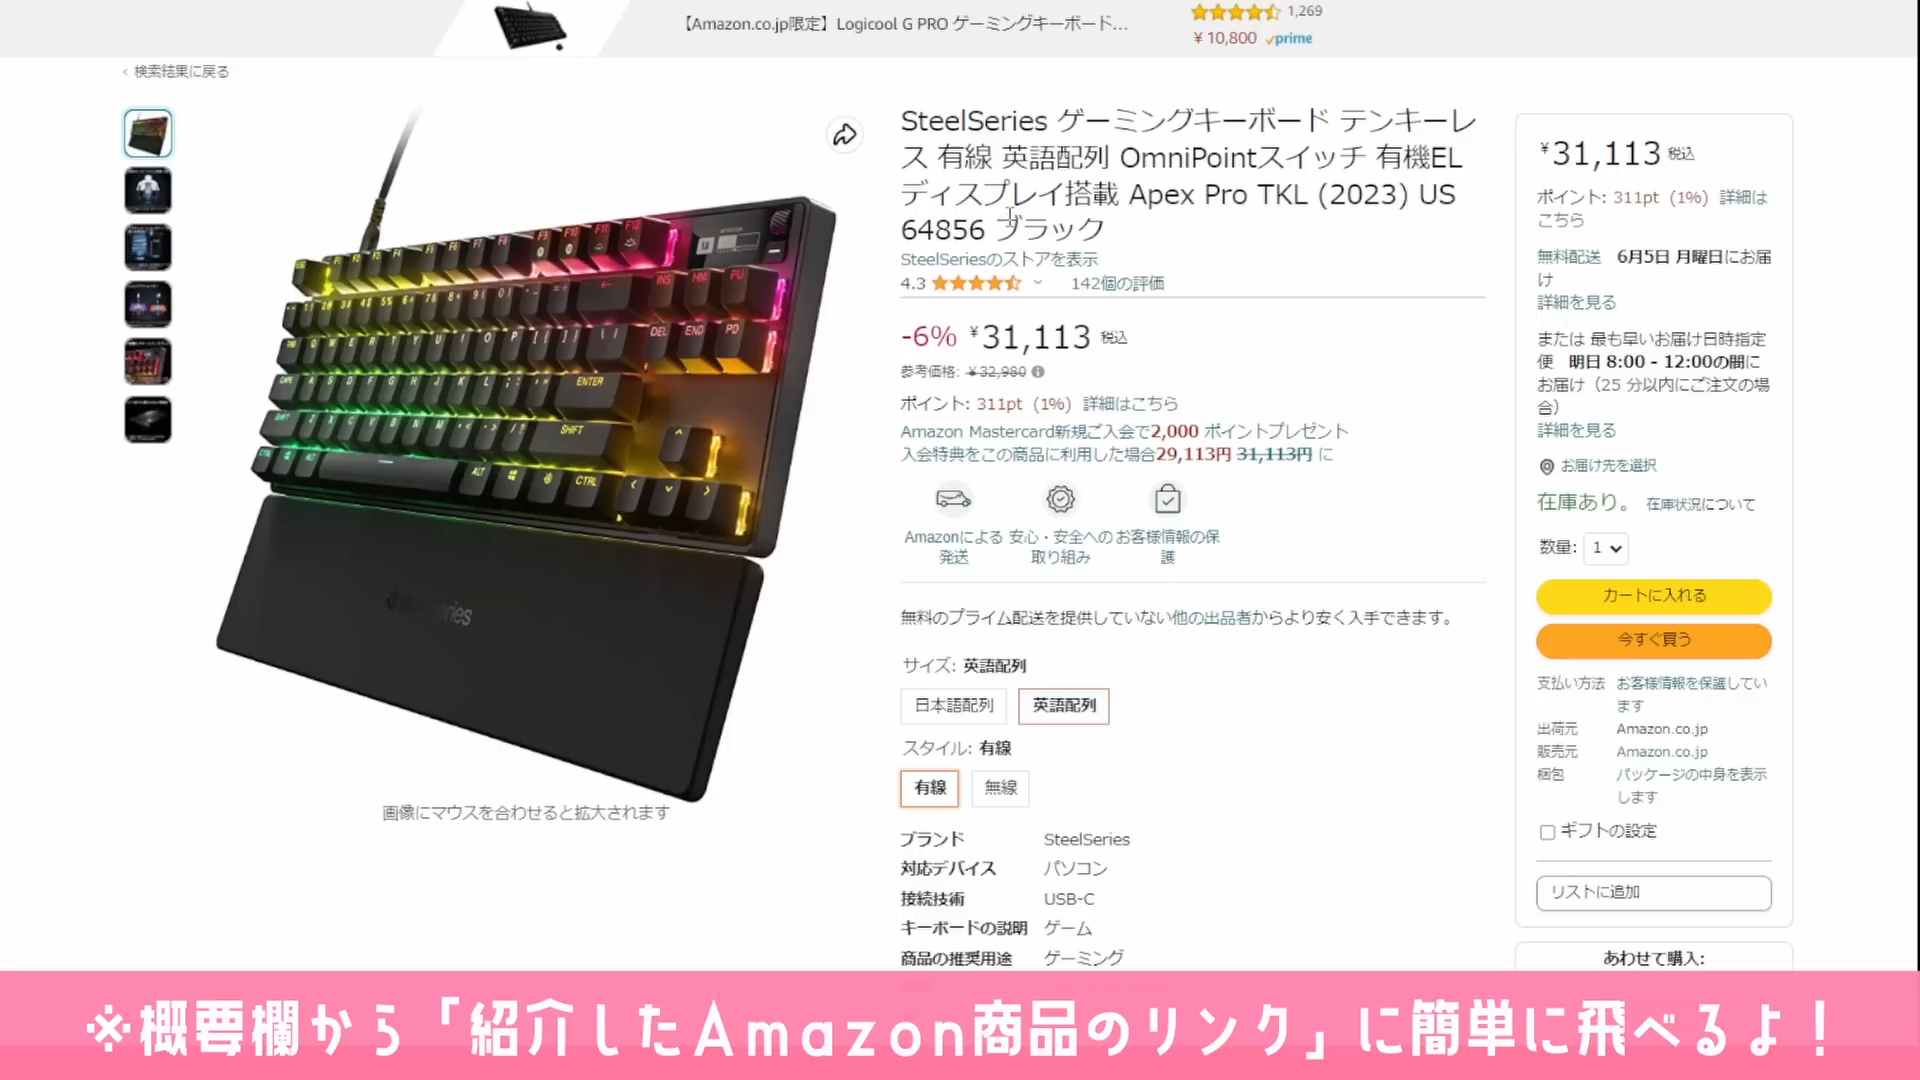 【Amazon.co.jp限定】Logicool G PRO ゲーミングキーボード...
1,269
¥ 10,800 prime
‹ 検索結果に戻る
SteelSeries ゲーミングキーボード テンキーレ
ス 有線 英語配列 OmniPointスイッチ 有機EL
ディスプレイ搭載 Apex Pro TKL (2023) US
64856 ブラック
SteelSeriesのストアを表示
4.3 142個の評価
-6% ¥31,113 税込
参考価格: ¥32,980
ポイント: 311pt (1%) 詳細はこちら
Amazon Mastercard新規ご入会で2,000 ポイントプレゼント
入会特典をこの商品に利用した場合29,113円 31,113円 に
Amazonによる
発送
安心・安全への
取り組み
お客様情報の保
護
無料のプライム配送を提供していない他の出品者からより安く入手できます。
サイズ: 英語配列
日本語配列 英語配列
スタイル: 有線
有線 無線
ブランド SteelSeries
対応デバイス パソコン
接続技術 USB-C
キーボードの説明 ゲーム
商品の推奨用途 ゲーミング
画像にマウスを合わせると拡大されます
¥31,113 税込
ポイント: 311pt (1%) 詳細は
こちら
無料配送 6月5日 月曜日にお届
け
詳細を見る
または 最も早いお届け日時指定
便 明日 8:00 - 12:00の間に
お届け（25 分以内にご注文の場
合）
詳細を見る
お届け先を選択
在庫あり。 在庫状況について
数量: 1
カートに入れる
今すぐ買う
支払い方法 お客様情報を保護してい
ます
出荷元 Amazon.co.jp
販売元 Amazon.co.jp
梱包 パッケージの中身を表示
します
ギフトの設定
リストに追加
あわせて購入:
※概要欄から「紹介したAmazon商品のリンク」に簡単に飛べるよ！